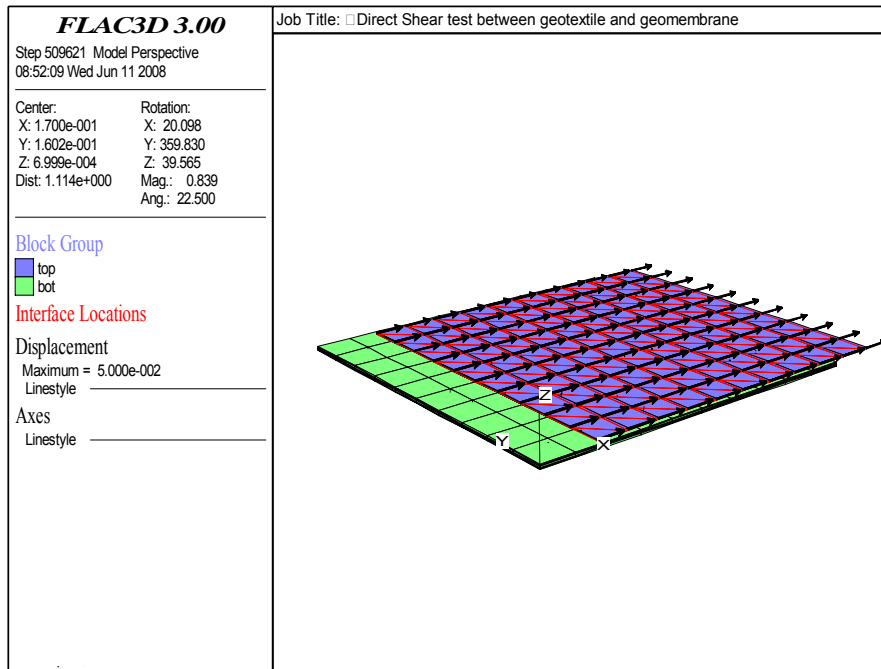 FLAC3D 3.00
Step 509621 Model Perspective
08:52:09 Wed Jun 11 2008
Center:
X: 1.700e-001
Y: 1.602e-001
Z: 6.999e-004
Dist: 1.114e+000
Rotation:
X: 20.098
Y: 359.830
Z: 39.565
Mag.: 0.839
Ang.: 22.500
Block Group
top
bot
Interface Locations
Displacement
Maximum = 5.000e-002
Linestyle
Axes
Linestyle
Job Title: □Direct Shear test between geotextile and geomembrane
Z
Y
X